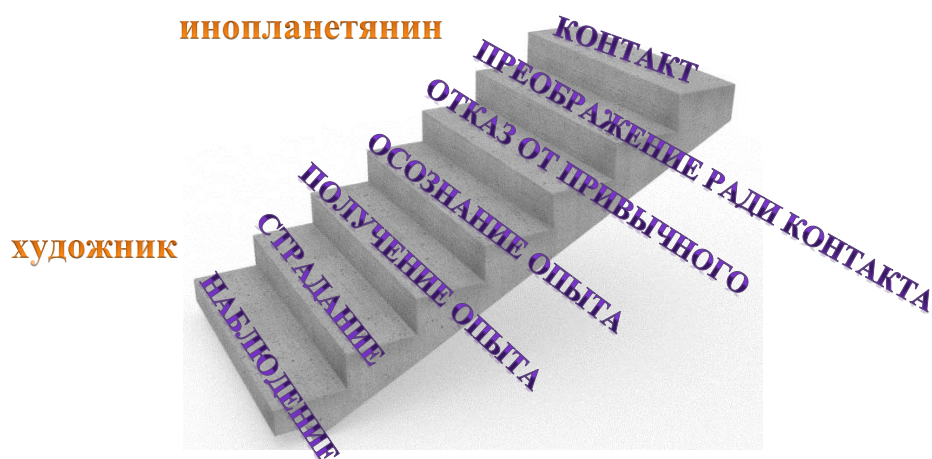 инопланетянин
КОНТАКТ
ПРЕОБРАЖЕНИЕ РАДИ КОНТАКТА
ОТКАЗ ОТ ПРИВЫЧНОГО
ОСОЗНАНИЕ ОПЫТА
ПОЛУЧЕНИЕ ОПЫТА
СТРАДАНИЕ
художник
НАБЛЮДЕНИЕ